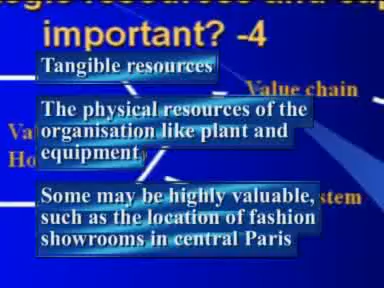 important? -4
Tangible resources
Value chain
The physical resources of the
organisation like plant and
equipment
Some may be highly valuable,
such as the location of fashion
showrooms in central Paris